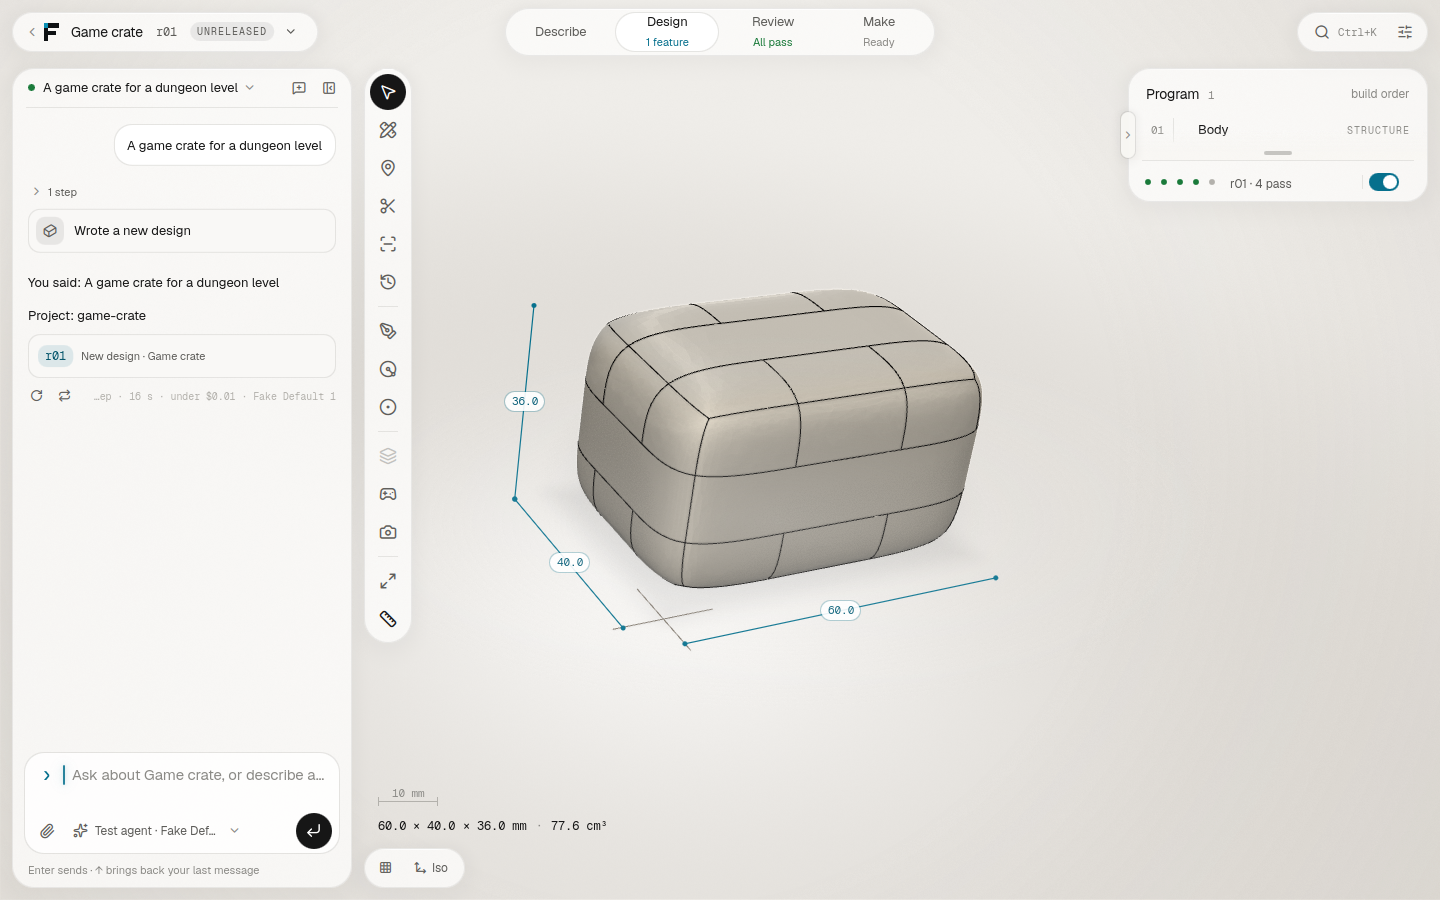 Game crate r01 UNRELEASED
Describe
Design
1 feature
Review
All pass
Make
Ready
Ctrl+K
A game crate for a dungeon level
A game crate for a dungeon level
1 step
Wrote a new design
You said: A game crate for a dungeon level
Project: game-crate
r01 New design · Game crate
…ep · 16 s · under $0.01 · Fake Default 1
Program 1 build order
01 Body STRUCTURE
r01 · 4 pass
36.0
40.0
60.0
10 mm
60.0 × 40.0 × 36.0 mm · 77.6 cm³
Iso
Ask about Game crate, or describe a…
Test agent · Fake Def…
Enter sends · ↑ brings back your last message